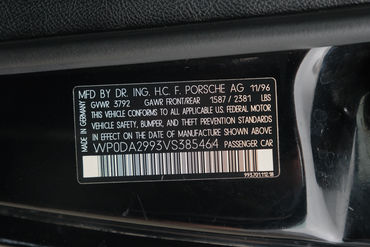 MFD BY DR. ING. H.C. F. PORSCHE AG 11/96
GVWR 3792 GAWR FRONT/REAR 1587/2381 LBS
THIS VEHICLE CONFORMS TO ALL APPLICABLE U.S. FEDERAL MOTOR
VEHICLE SAFETY, BUMPER, AND THEFT PREVENTION STANDARDS IN
EFFECT ON THE DATE OF MANUFACTURE SHOWN ABOVE.
WP0DA2993VS385464 PASSENGER CAR
MADE IN GERMANY
99370111218